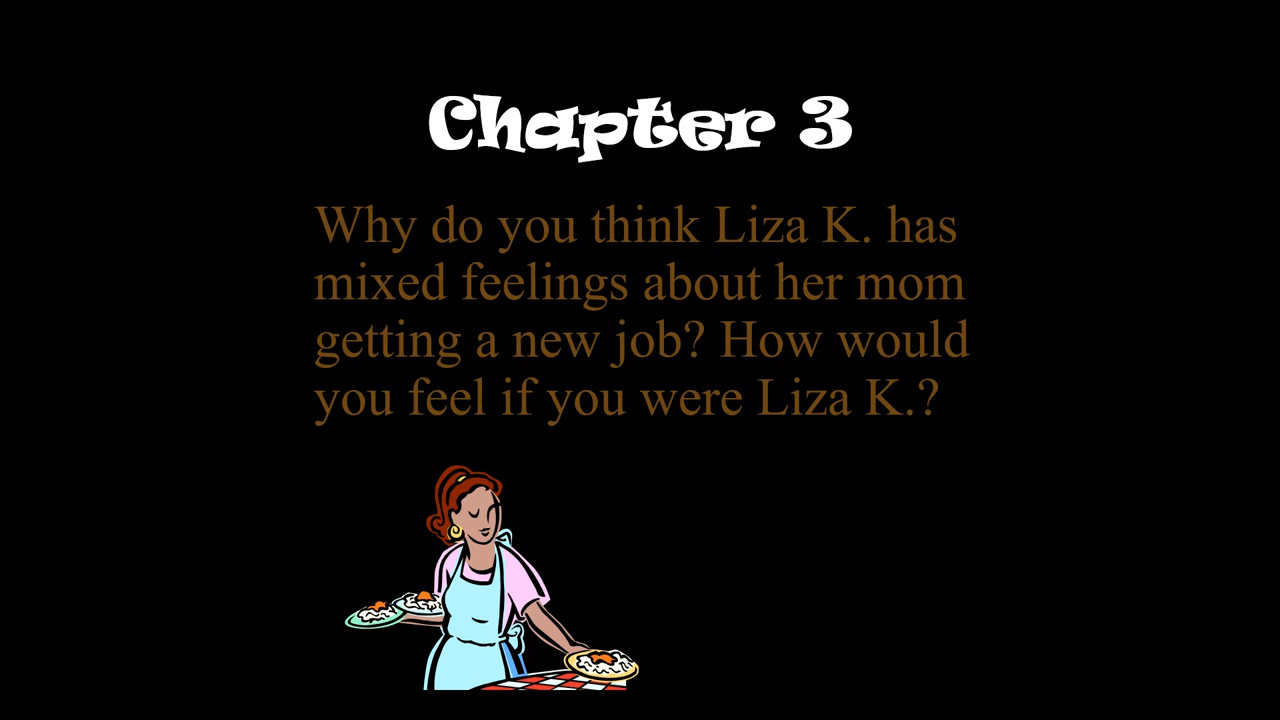 Chapter 3
Why do you think Liza K. has
mixed feelings about her mom
getting a new job? How would
you feel if you were Liza K.?